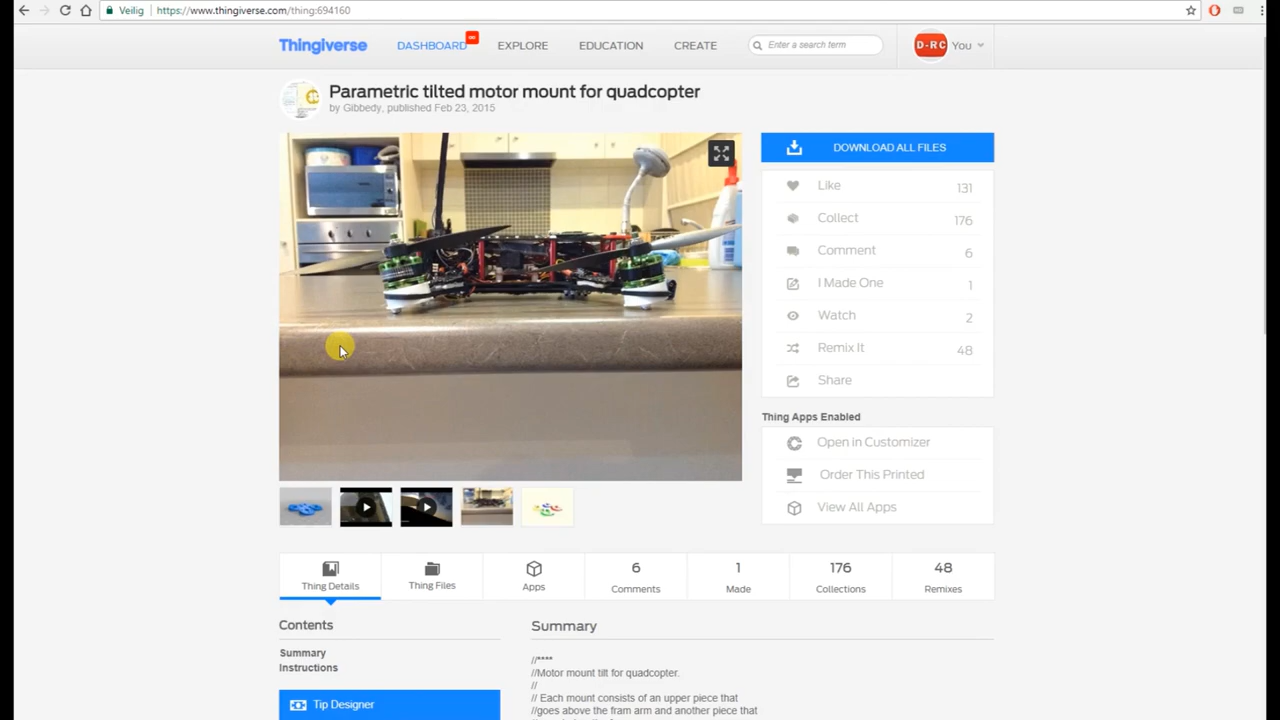 Veilig
https://www.thingiverse.com/thing:694160
Thingiverse
DASHBOARD
EXPLORE
EDUCATION
CREATE
Enter a search term
D-RC
You
Parametric tilted motor mount for quadcopter
by Gibbedy, published Feb 23, 2015
DOWNLOAD ALL FILES
Like 131
Collect 176
Comment 6
I Made One 1
Watch 2
Remix It 48
Share
Thing Apps Enabled
Open in Customizer
Order This Printed
View All Apps
Thing Details
Thing Files
Apps
6
Comments
1
Made
176
Collections
48
Remixes
Contents
Summary
Instructions
Tip Designer
Summary
//****
//Motor mount tilt for quadcopter.
//
// Each mount consists of an upper piece that
//goes above the fram arm and another piece that